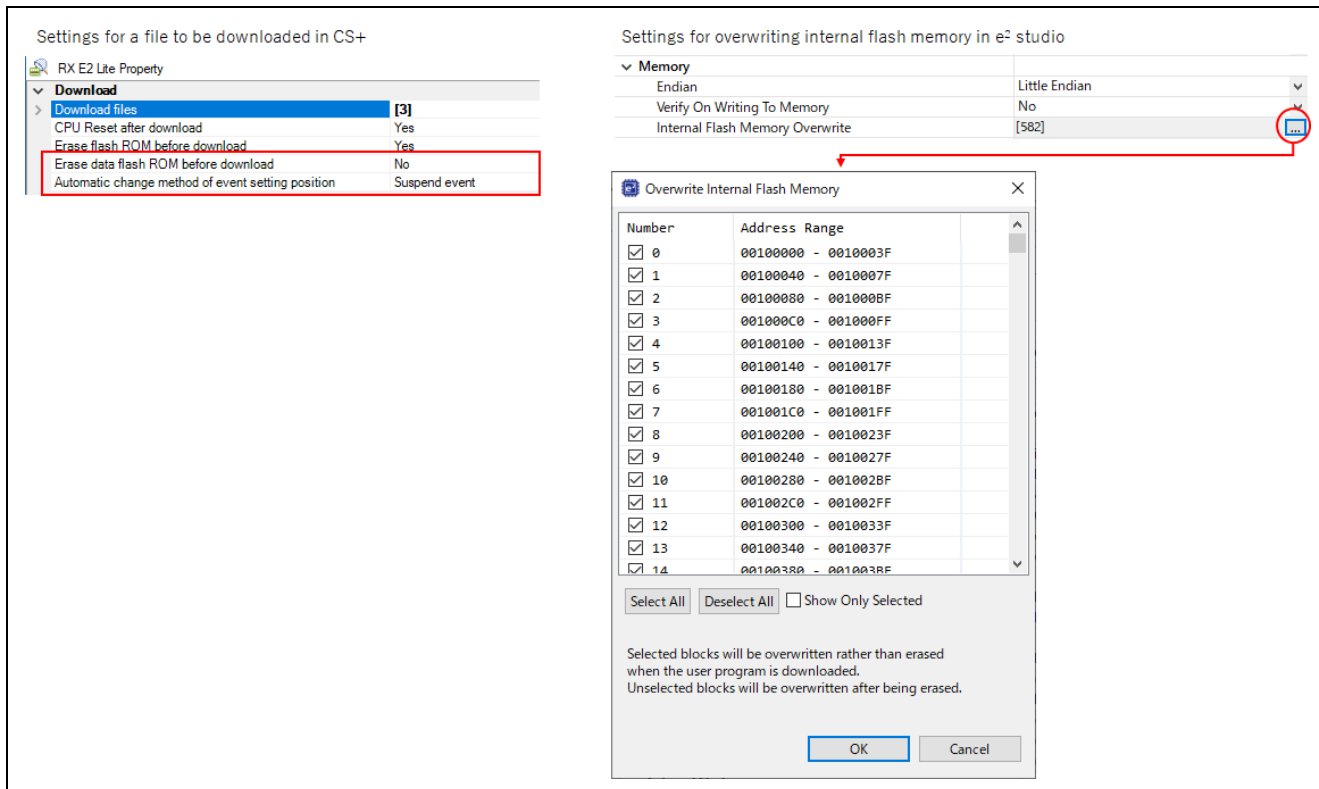 Settings for a file to be downloaded in CS+
RX E2 Lite Property
Download
Download files [3]
CPU Reset after download Yes
Erase flash ROM before download Yes
Erase data flash ROM before download No
Automatic change method of event setting position Suspend event
Settings for overwriting internal flash memory in e² studio
Memory
Endian Little Endian
Verify On Writing To Memory No
Internal Flash Memory Overwrite [582] ...
Overwrite Internal Flash Memory
Number Address Range
0 00100000 - 0010003F
1 00100040 - 0010007F
2 00100080 - 001000BF
3 001000C0 - 001000FF
4 00100100 - 0010013F
5 00100140 - 0010017F
6 00100180 - 001001BF
7 001001C0 - 001001FF
8 00100200 - 0010023F
9 00100240 - 0010027F
10 00100280 - 001002BF
11 001002C0 - 001002FF
12 00100300 - 0010033F
13 00100340 - 0010037F
14 00100380 - 001003BF
Select All Deselect All Show Only Selected
Selected blocks will be overwritten rather than erased
when the user program is downloaded.
Unselected blocks will be overwritten after being erased.
OK Cancel